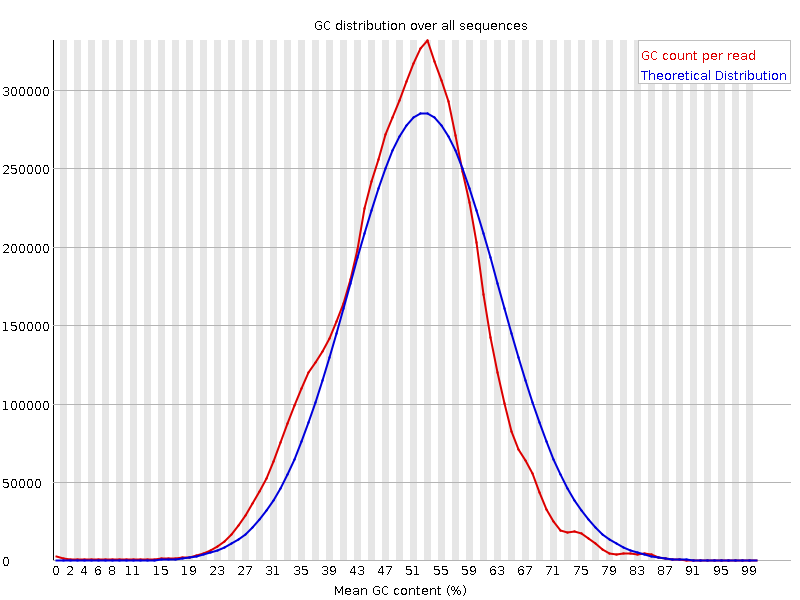 GC distribution over all sequences
GC count per read
Theoretical Distribution
300000
250000
200000
150000
100000
50000
0
0 2 4 6 8 11 15 19 23 27 31 35 39 43 47 51 55 59 63 67 71 75 79 83 87 91 95 99
Mean GC content (%)